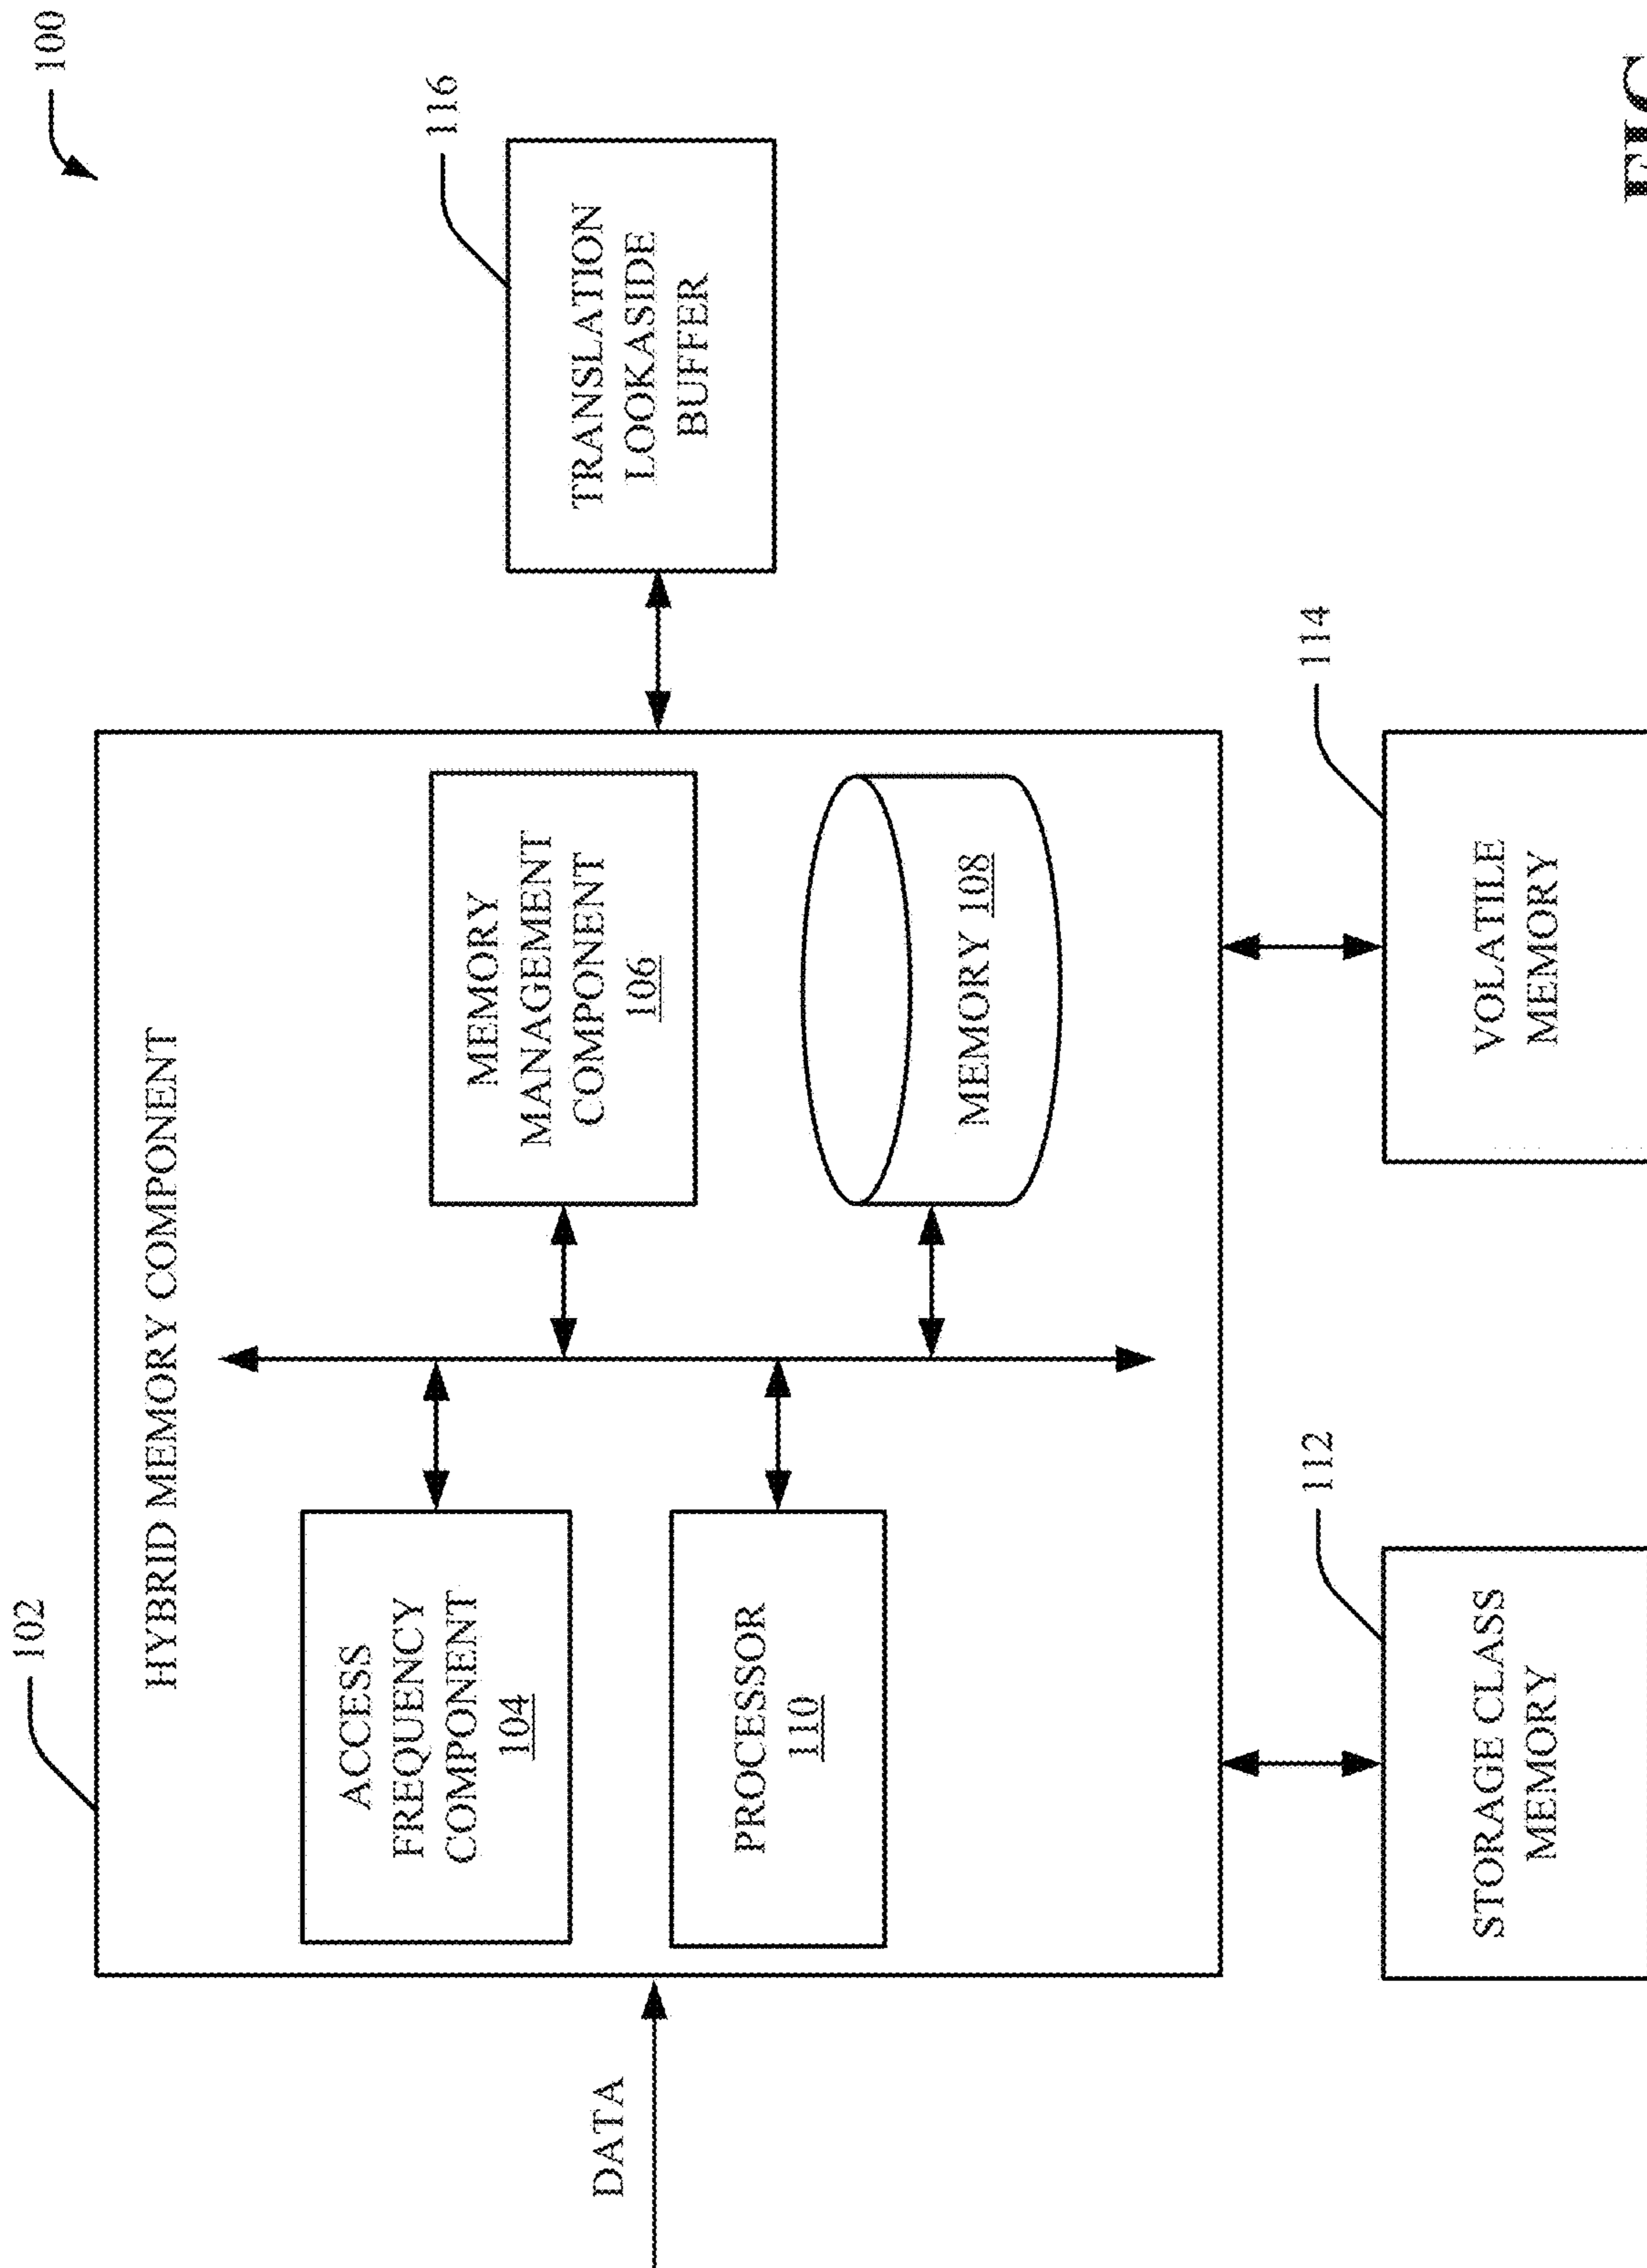 100
102
HYBRID MEMORY COMPONENT
ACCESS
FREQUENCY
COMPONENT
104
MEMORY
MANAGEMENT
COMPONENT
106
116
TRANSLATION
LOOKASIDE
BUFFER
DATA
PROCESSOR
110
MEMORY 108
112
STORAGE CLASS
MEMORY
114
VOLATILE
MEMORY